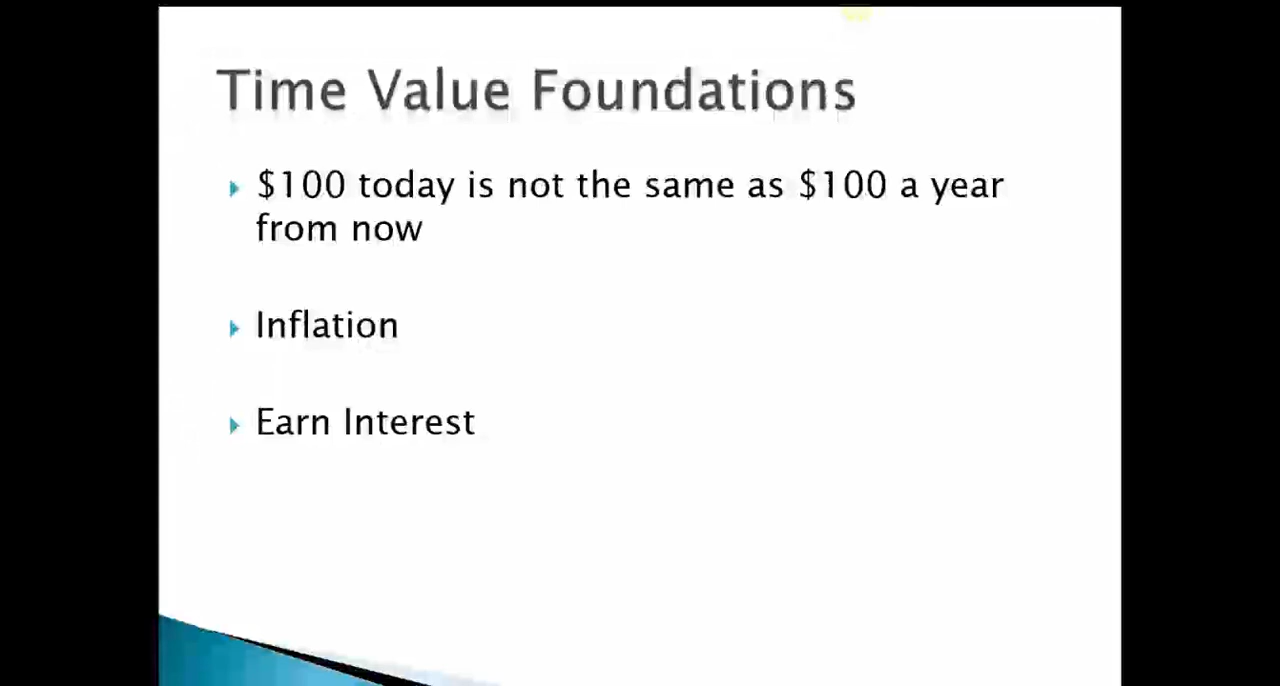 Time Value Foundations
$100 today is not the same as $100 a year
from now
Inflation
Earn Interest